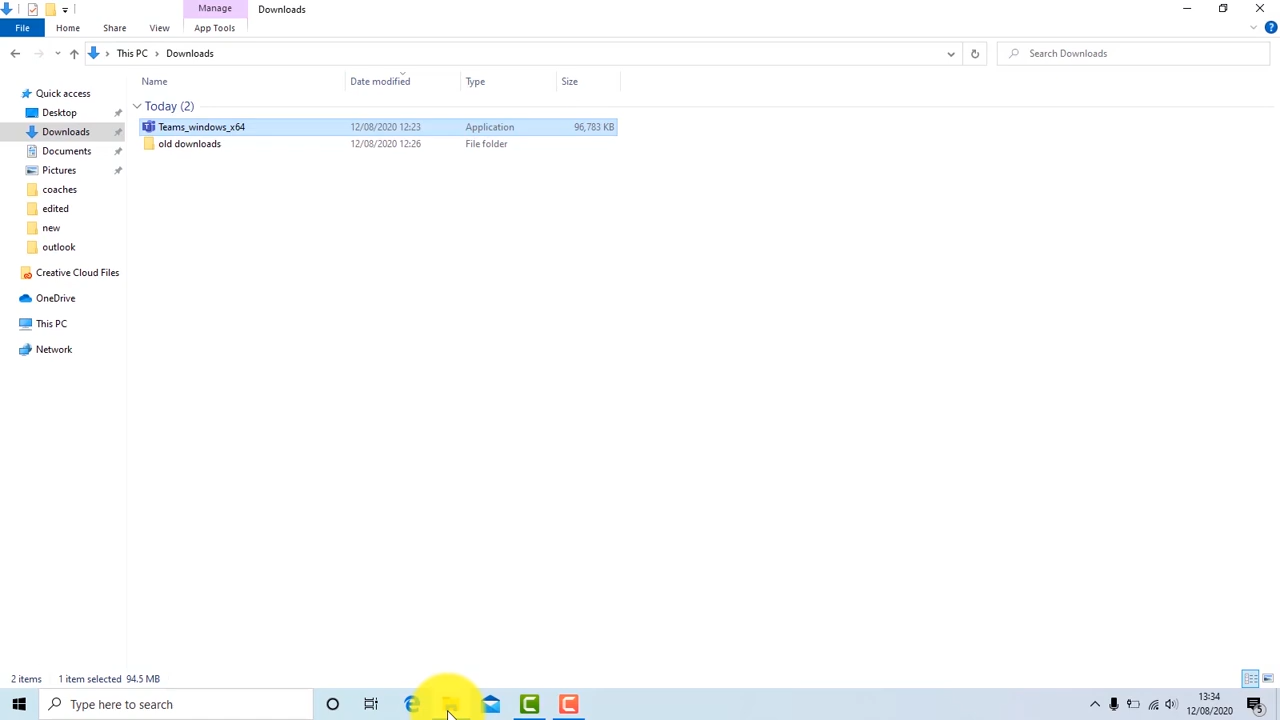 Manage
Downloads
File
Home
Share
View
App Tools
This PC
Downloads
Search Downloads
Name
Date modified
Type
Size
Quick access
Desktop
Downloads
Documents
Pictures
coaches
edited
new
outlook
Creative Cloud Files
OneDrive
This PC
Network
Today (2)
Teams_windows_x64 12/08/2020 12:23 Application 96,783 KB
old downloads 12/08/2020 12:26 File folder
2 items 1 item selected 94.5 MB
Type here to search
13:34
12/08/2020
5